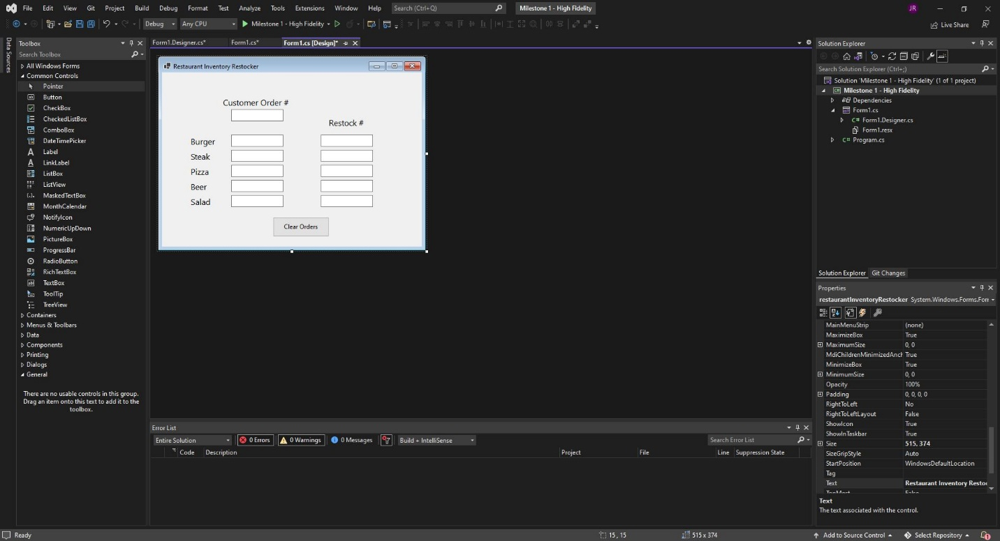 File Edit View Git Project Build Debug Format Test Analyze Tools Extensions Window Help Search (Ctrl+Q) Milestone 1 - High Fidelity JR
Debug Any CPU Milestone 1 - High Fidelity Live Share
Data Sources
Toolbox
Search Toolbox
All Windows Forms
Common Controls
Pointer
Button
CheckBox
CheckedListBox
ComboBox
DateTimePicker
Label
LinkLabel
ListBox
ListView
MaskedTextBox
MonthCalendar
NotifyIcon
NumericUpDown
PictureBox
ProgressBar
RadioButton
RichTextBox
TextBox
ToolTip
TreeView
Containers
Menus & Toolbars
Data
Components
Printing
Dialogs
General
There are no usable controls in this group.
Drag an item onto this text to add it to the
toolbox.
Form1.Designer.cs* Form1.cs* Form1.cs [Design]*
Restaurant Inventory Restocker
Customer Order #
Restock #
Burger
Steak
Pizza
Beer
Salad
Clear Orders
Error List
Entire Solution 0 Errors 0 Warnings 0 Messages Build + IntelliSense Search Error List
Code Description Project File Line Suppression State
Solution Explorer
Search Solution Explorer (Ctrl+;)
Solution 'Milestone 1 - High Fidelity' (1 of 1 project)
Milestone 1 - High Fidelity
Dependencies
Form1.cs
C# Form1.Designer.cs
Form1.resx
C# Program.cs
Solution Explorer Git Changes
Properties
restaurantInventoryRestocker System.Windows.Forms.Forr
MainMenuStrip (none)
MaximizeBox True
MaximumSize 0, 0
MdiChildrenMinimizedAnch True
MinimizeBox True
MinimumSize 0, 0
Opacity 100%
Padding 0, 0, 0, 0
RightToLeft No
RightToLeftLayout False
ShowIcon True
ShowInTaskbar True
Size 515, 374
SizeGripStyle Auto
StartPosition WindowsDefaultLocation
Tag
Text Restaurant Inventory Resto
TopMost False
Text
The text associated with the control.
Ready 15 , 15 515 x 374 Add to Source Control Select Repository 1